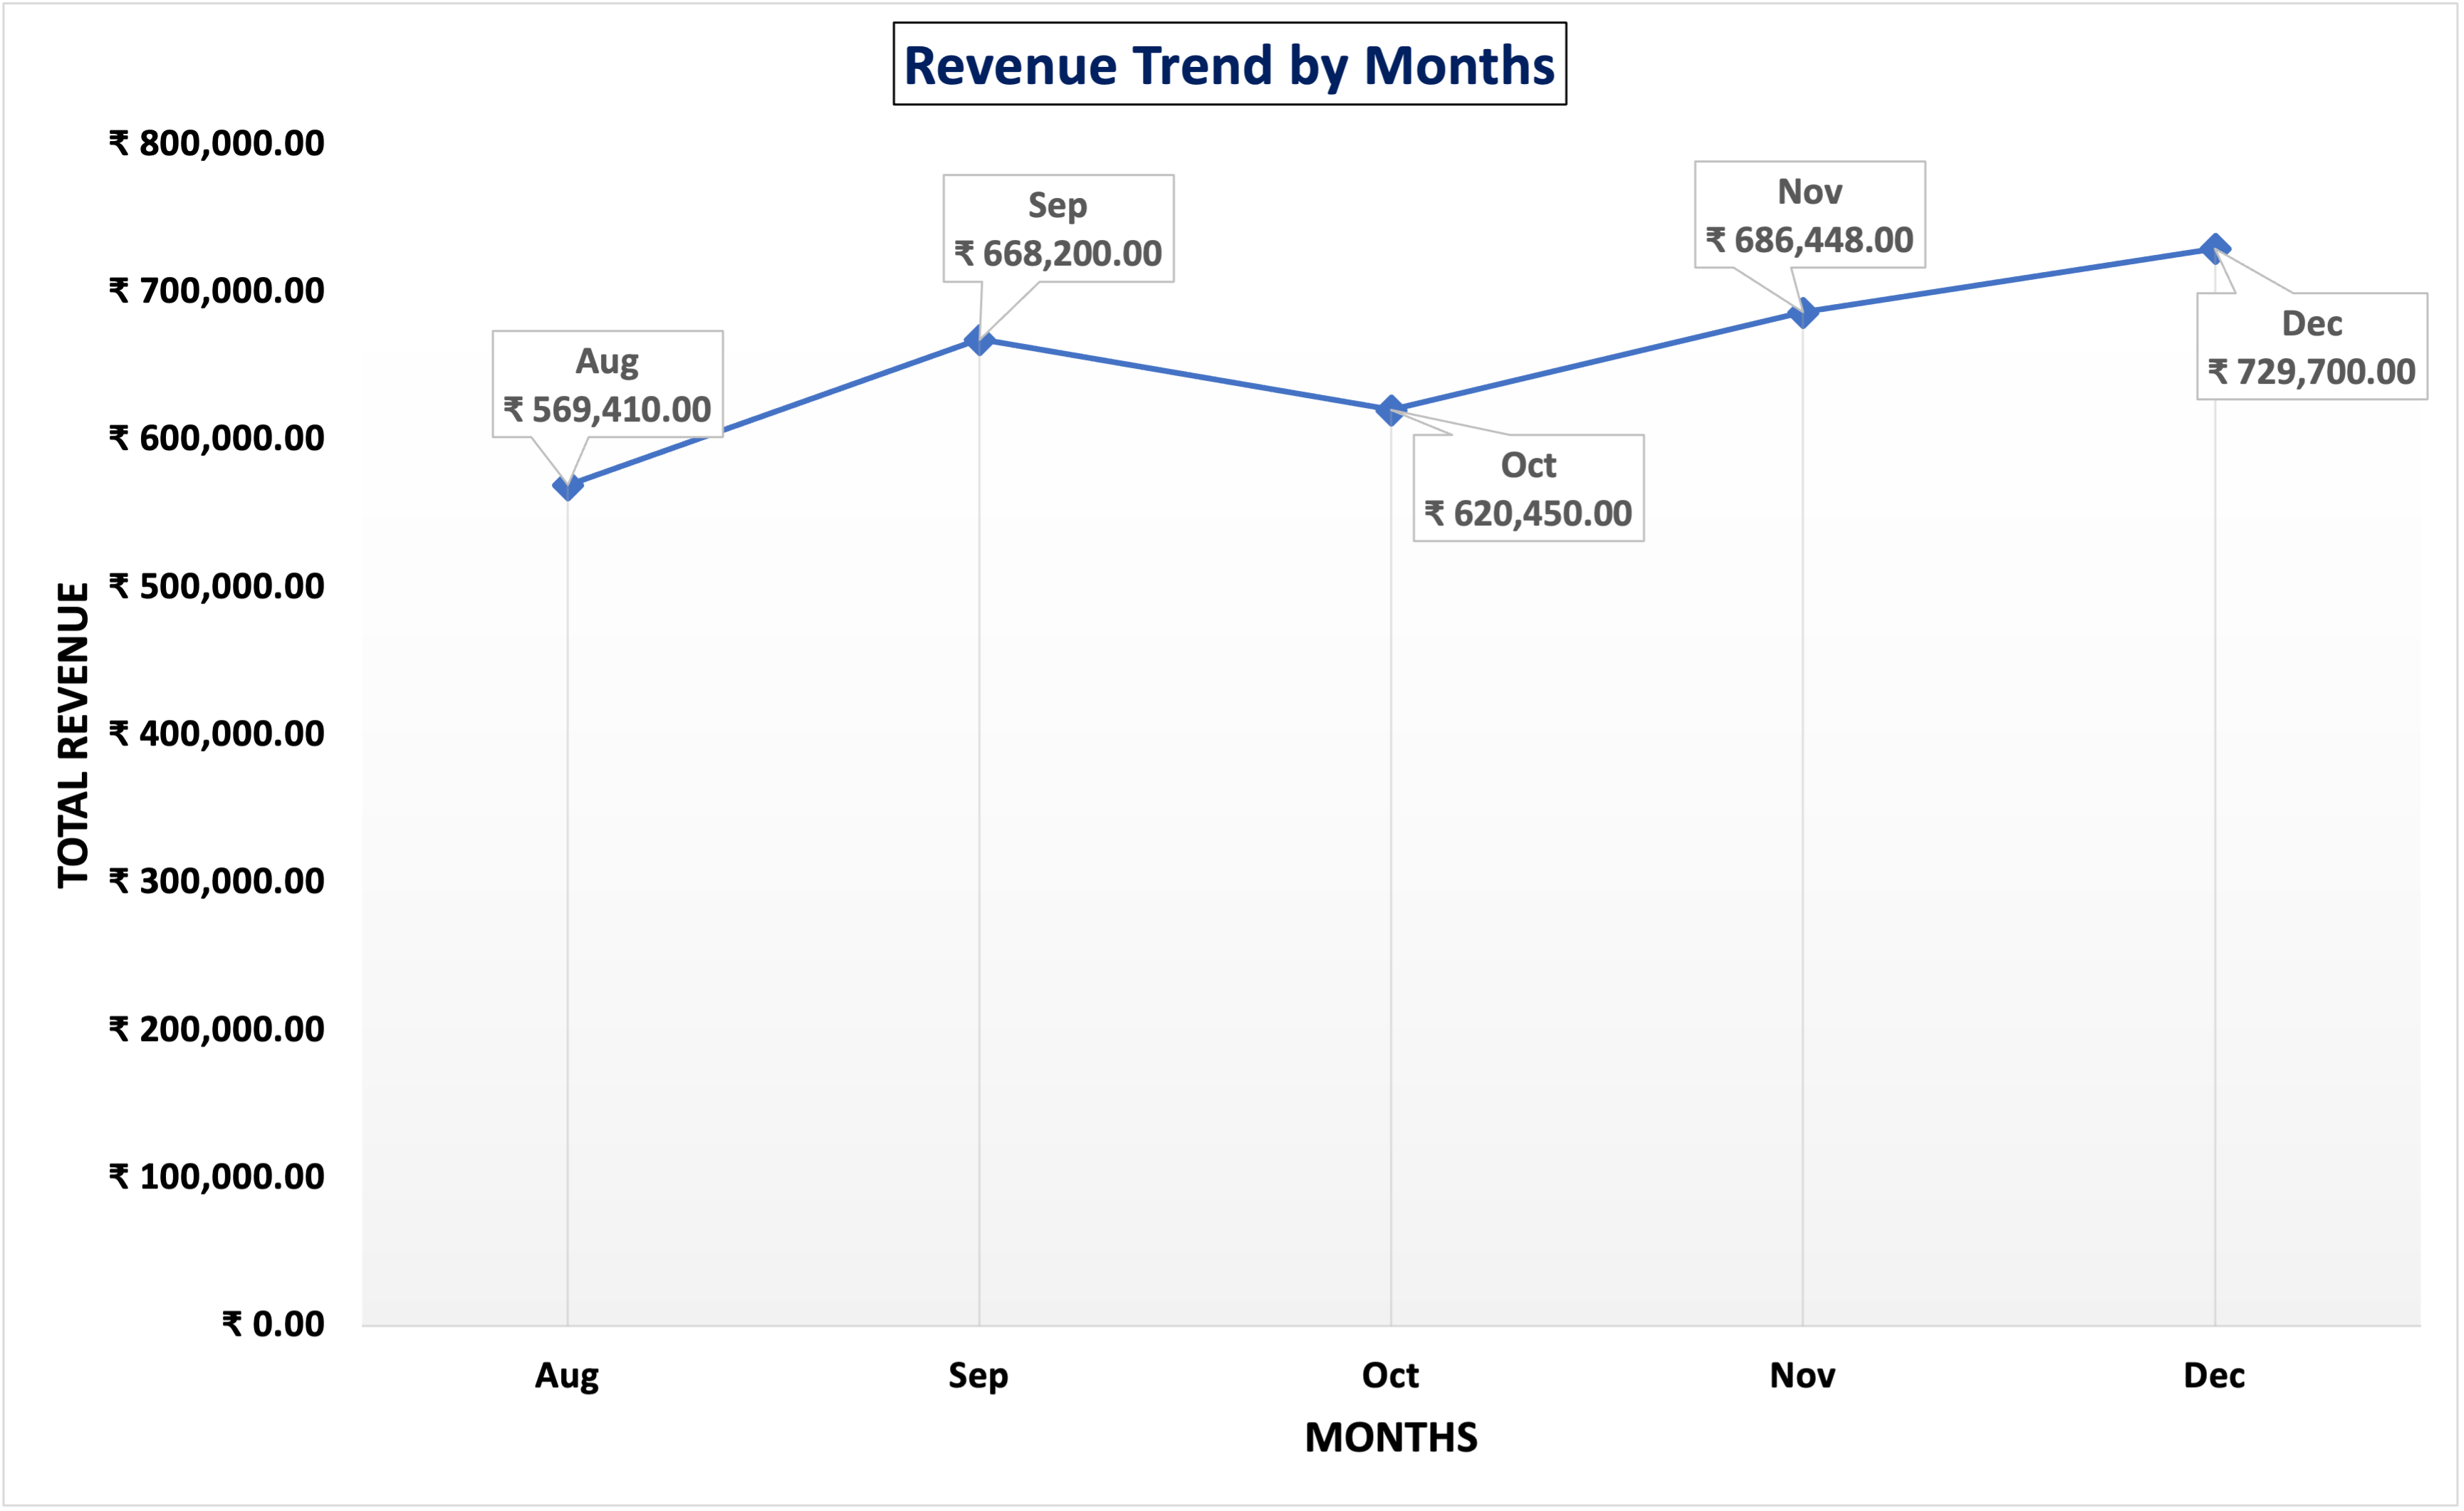 Revenue Trend by Months
₹ 800,000.00
₹ 700,000.00
₹ 600,000.00
₹ 500,000.00
₹ 400,000.00
₹ 300,000.00
₹ 200,000.00
₹ 100,000.00
₹ 0.00
TOTAL REVENUE
Aug
₹ 569,410.00
Sep
₹ 668,200.00
Oct
₹ 620,450.00
Nov
₹ 686,448.00
Dec
₹ 729,700.00
Aug
Sep
Oct
Nov
Dec
MONTHS